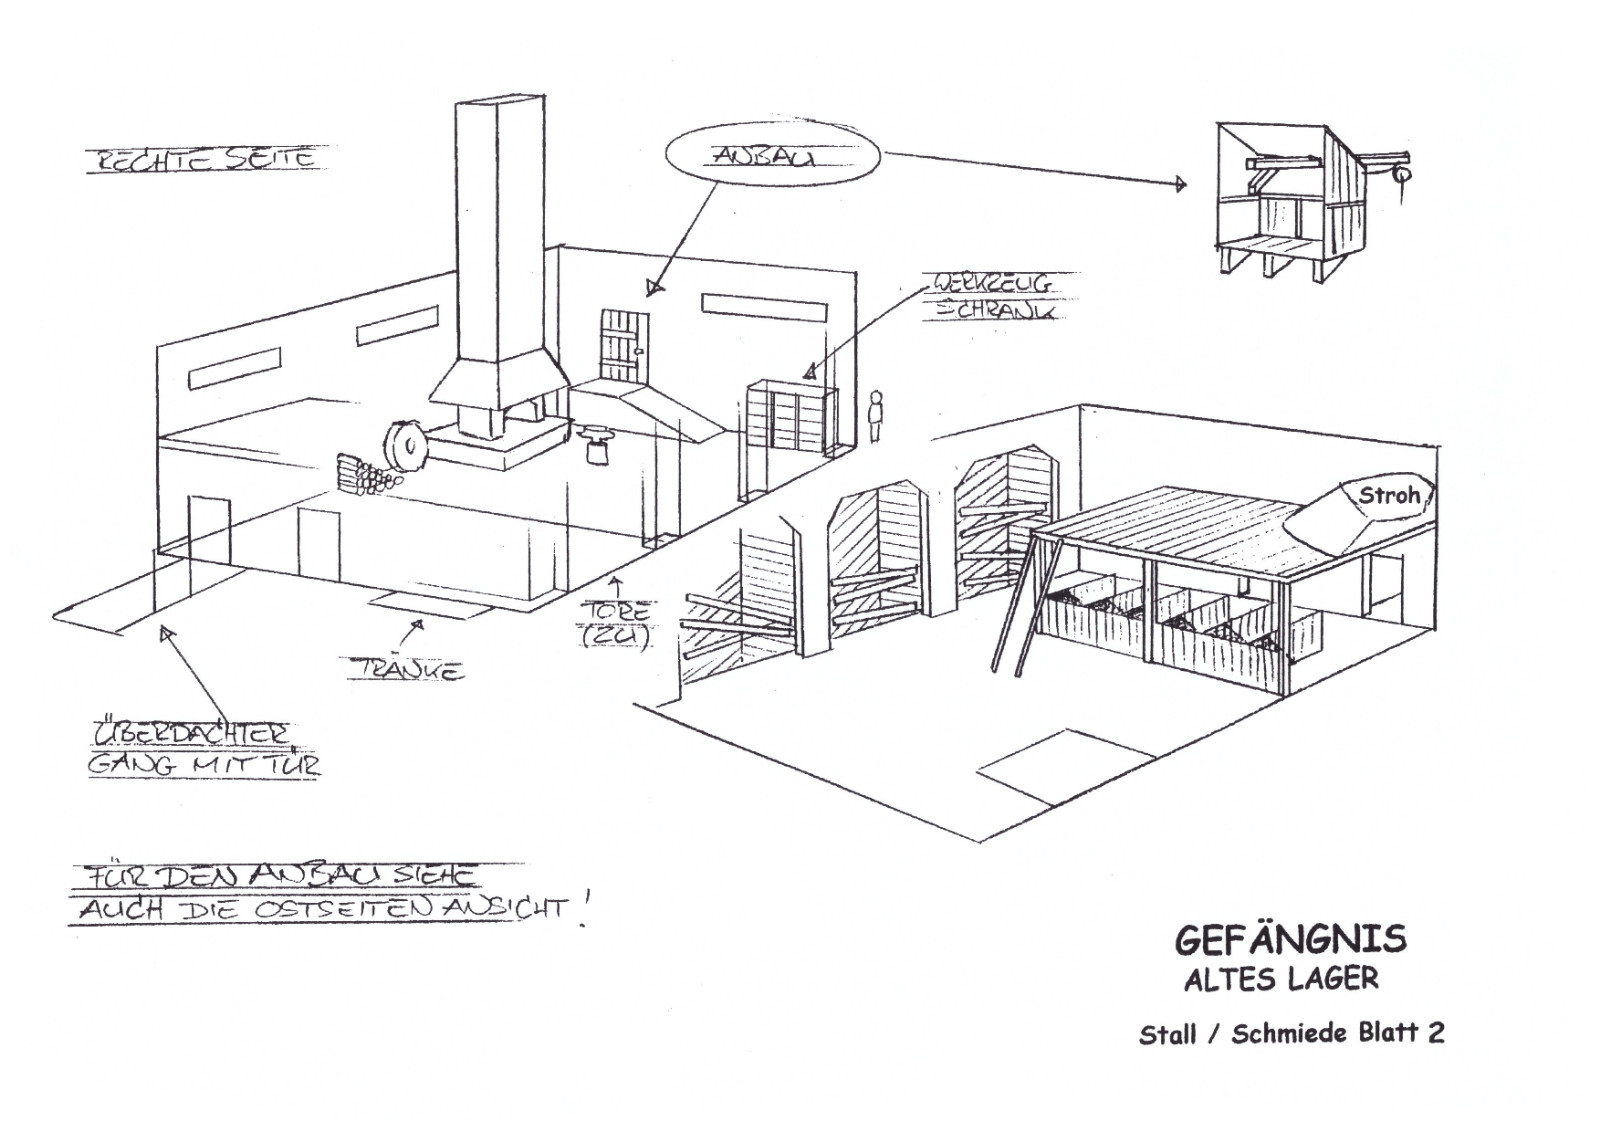 RECHTE SEITE
ANBAU
WERKZEUG
SCHRANK
Stroh
TORE
(ZU)
TRÄNKE
ÜBERDACHTER
GANG MIT TÜR
FÜR DEN ANBAU SIEHE
AUCH DIE OSTSEITEN ANSICHT!
GEFÄNGNIS
ALTES LAGER
Stall / Schmiede Blatt 2